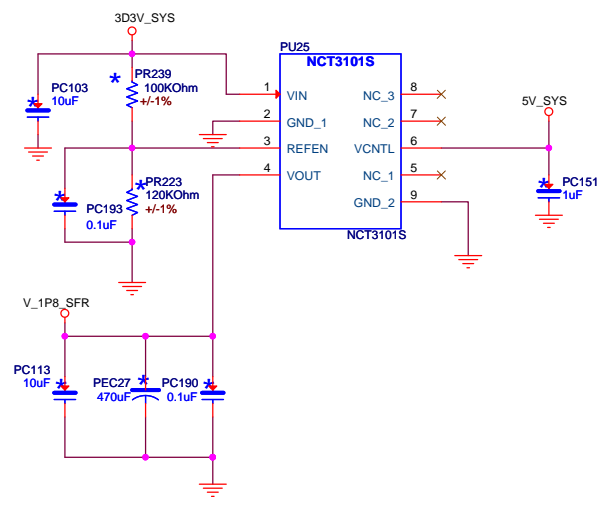 3D3V_SYS
PU25
NCT3101S
PC103
10uF
* PR239
100KOhm
+/-1%
1 VIN
2 GND_1
3 REFEN
4 VOUT
NC_3 8
NC_2 7
VCNTL 6
NC_1 5
GND_2 9
NCT3101S
5V_SYS
* PC151
1uF
*
* PC193
0.1uF
* PR223
120KOhm
+/-1%
V_1P8_SFR
PC113 *
10uF
PEC27 *
470uF
PC190 *
0.1uF